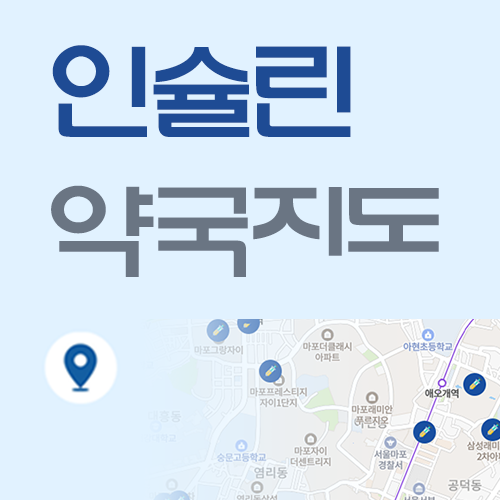 인슐린
약국지도
마포그랑자이
마포더클래시
아파트
아현초등학교
애오개역
마포프레스티지
자이1단지
마포래미안
푸르지오
아현동
마포자이
더센트리지
숭문고등학교
염리동
서울마포
경찰서
삼성래미
2차아
공덕동